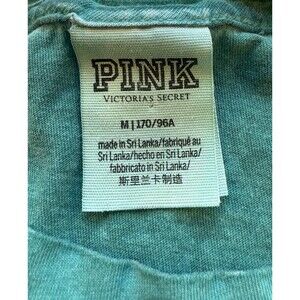 PINK
VICTORIA'S SECRET
M | 170/96A
made in Sri Lanka/fabriqué au
Sri Lanka/hecho en Sri Lanka/
fabbricato in Sri Lanka/
斯里兰卡制造